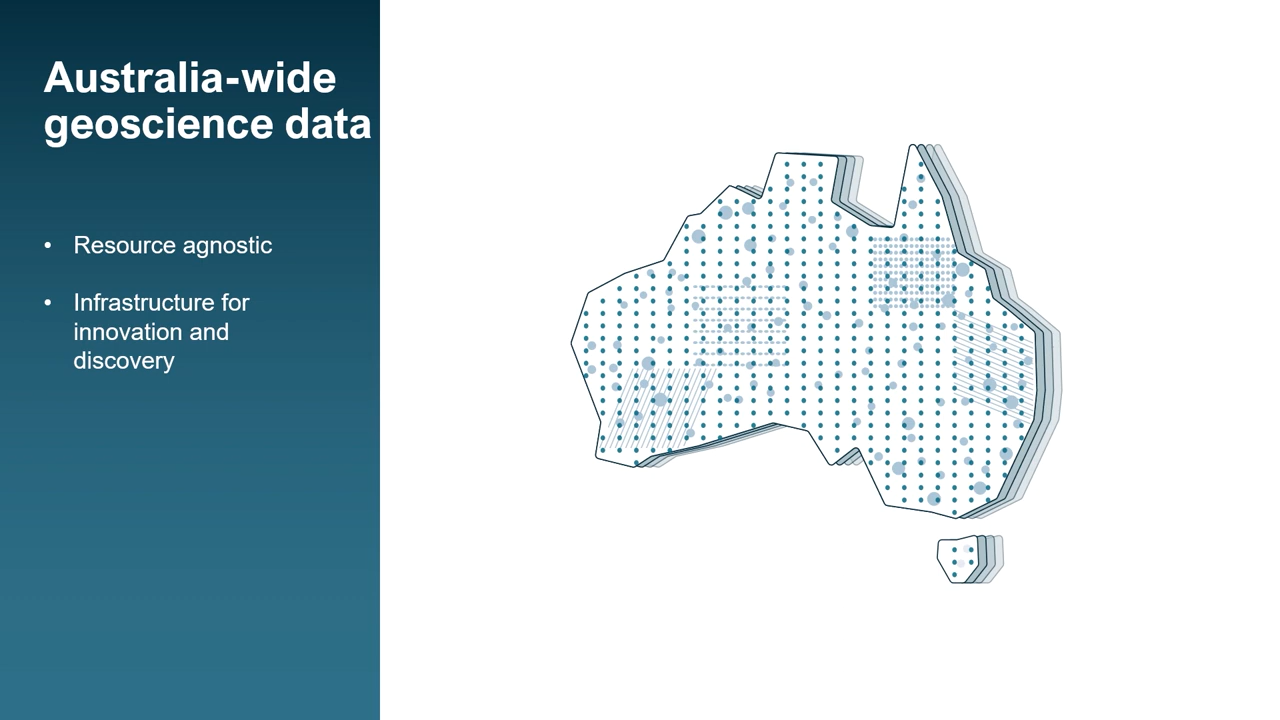 Australia-wide
geoscience data
• Resource agnostic
• Infrastructure for
innovation and
discovery